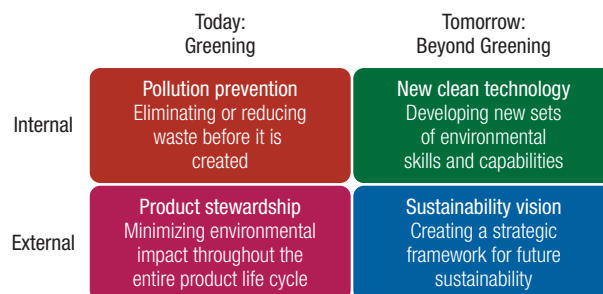 Today:
Greening
Tomorrow:
Beyond Greening
Internal
Pollution prevention
Eliminating or reducing
waste before it is
created
New clean technology
Developing new sets
of environmental
skills and capabilities
External
Product stewardship
Minimizing environmental
impact throughout the
entire product life cycle
Sustainability vision
Creating a strategic
framework for future
sustainability